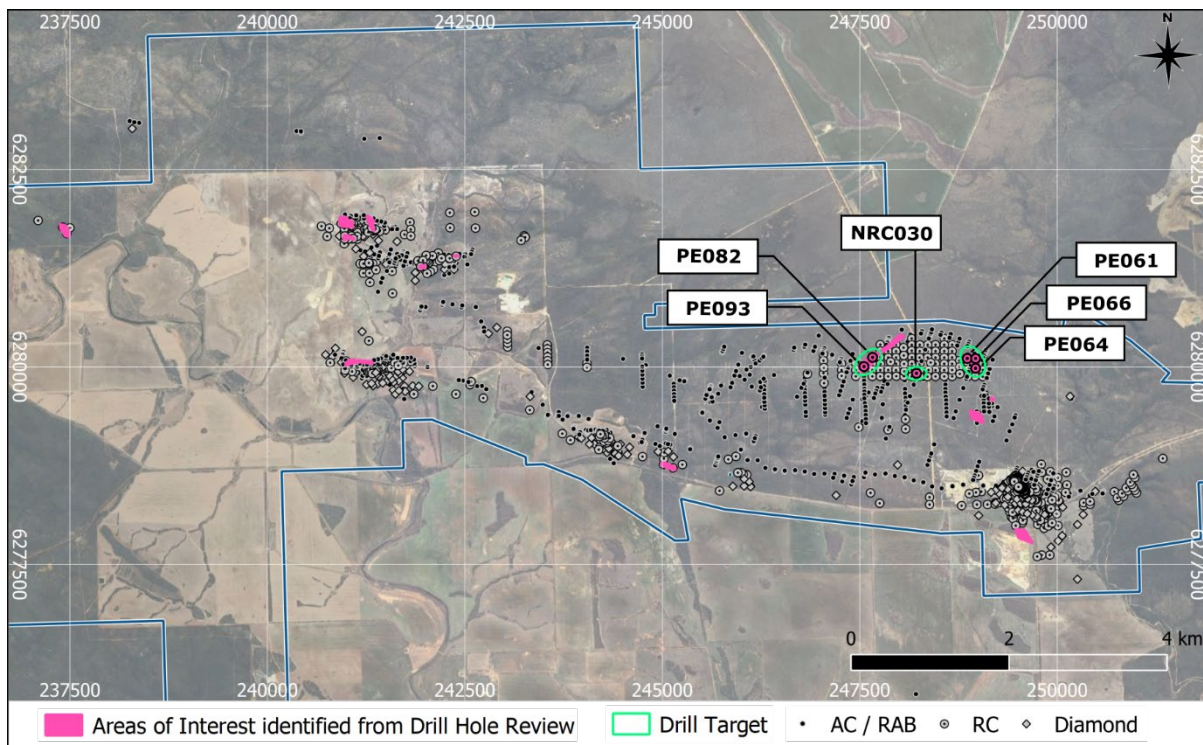 237500 240000 242500 245000 247500 250000
N
6282500 6282500
NRC030
PE082 PE061
PE093 PE066
PE064
6280000 6280000
6277500 6277500
0 2 4 km
237500 240000 242500 245000 247500 250000
Areas of Interest identified from Drill Hole Review Drill Target AC / RAB RC Diamond